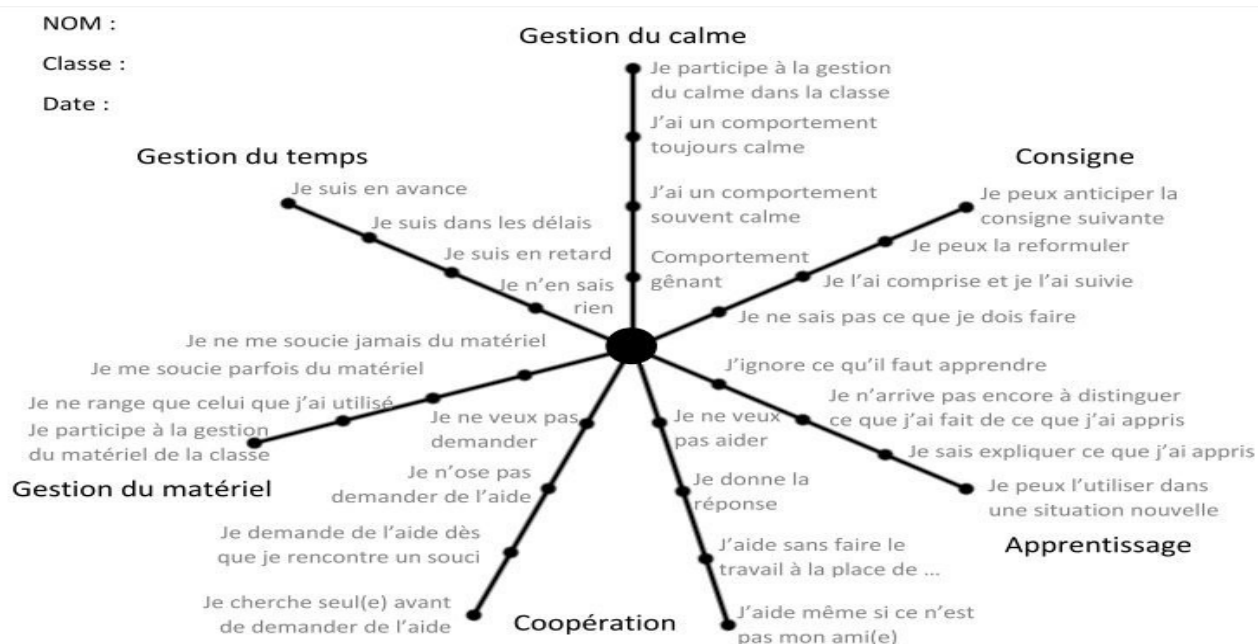 NOM :
Classe :
Date :
Gestion du calme
Je participe à la gestion
du calme dans la classe
J'ai un comportement
toujours calme
J'ai un comportement
souvent calme
Comportement
gênant
Consigne
Je peux anticiper la
consigne suivante
Je peux la reformuler
Je l'ai comprise et je l'ai suivie
Je ne sais pas ce que je dois faire
Gestion du temps
Je suis en avance
Je suis dans les délais
Je suis en retard
Je n'en sais
rien
Je ne me soucie jamais du matériel
Je me soucie parfois du matériel
Je ne range que celui que j'ai utilisé
Je participe à la gestion
du matériel de la classe
Gestion du matériel
J'ignore ce qu'il faut apprendre
Je n'arrive pas encore à distinguer
ce que j'ai fait de ce que j'ai appris
Je sais expliquer ce que j'ai appris
Je peux l'utiliser dans
une situation nouvelle
Apprentissage
Je ne veux pas
demander
Je n'ose pas
demander de l'aide
Je demande de l'aide dès
que je rencontre un souci
Je cherche seul(e) avant
de demander de l'aide
Je ne veux
pas aider
Je donne la
réponse
J'aide sans faire le
travail à la place de ...
J'aide même si ce n'est
pas mon ami(e)
Coopération